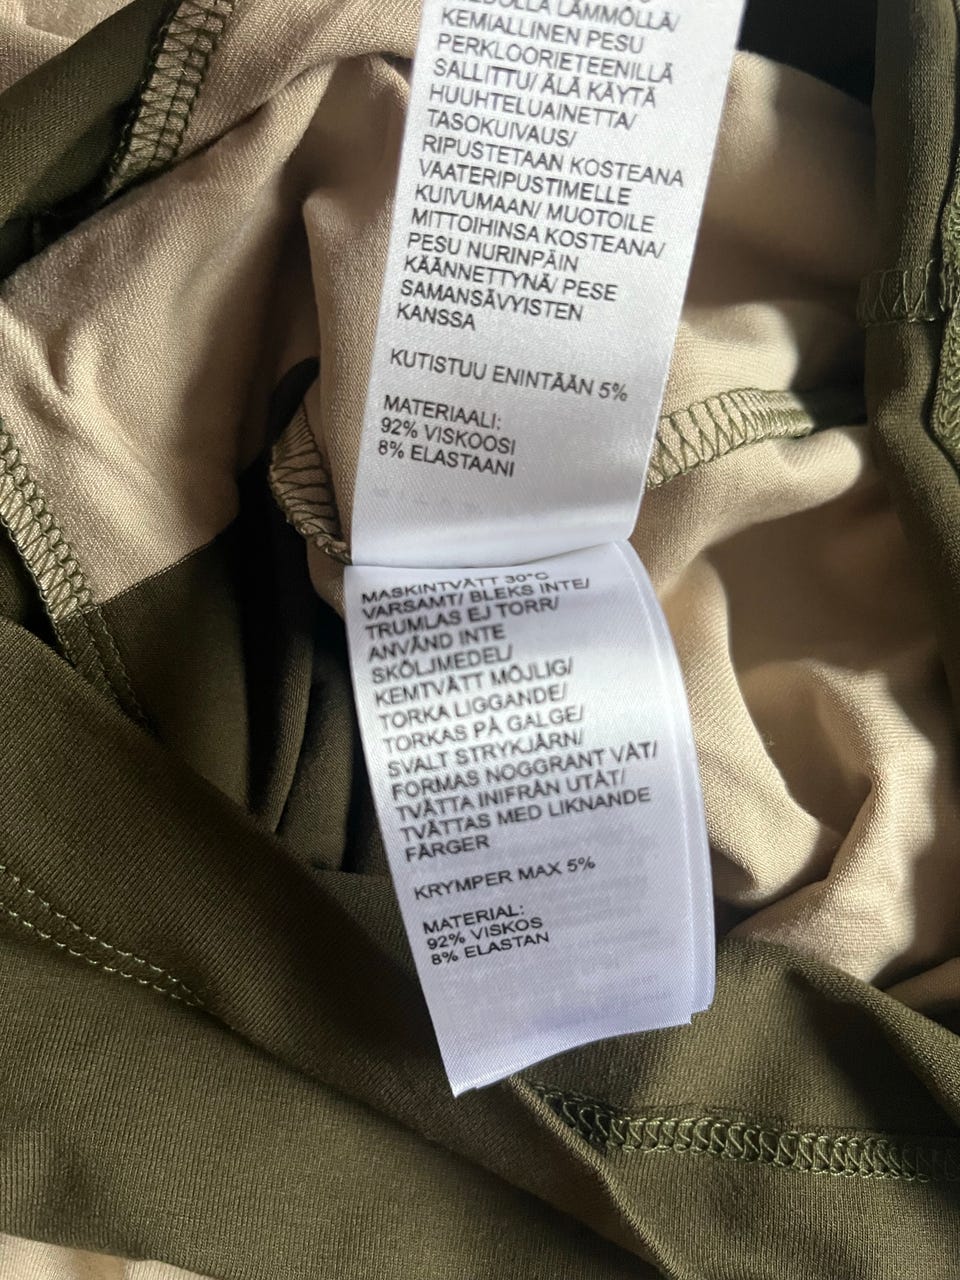 LÄMMÖLLÄ/
KEMIALLINEN PESU
PERKLOORIETEENILLÄ
SALLITTU/ ÄLÄ KÄYTÄ
HUUHTELUAINETTA/
TASOKUIVAUS/
RIPUSTETAAN KOSTEANA
VAATERIPUSTIMELLE
KUIVUMAAN/ MUOTOILE
MITTOIHINSA KOSTEANA/
PESU NURINPÄIN
KÄÄNNETTYNÄ/ PESE
SAMANSÄVYISTEN
KANSSA
KUTISTUU ENINTÄÄN 5%
MATERIAALI:
92% VISKOOSI
8% ELASTAANI
MASKINTVÄTT 30°C
VARSAMT/ BLEKS INTE/
TRUMLAS EJ TORR/
ANVÄND INTE
SKÖLJMEDEL/
KEMTVÄTT MÖJLIG/
TORKA LIGGANDE/
TORKAS PÅ GALGE/
SVALT STRYKJÄRN/
FORMAS NOGGRANT VÅT/
TVÄTTA INIFRÅN UTÅT/
TVÄTTAS MED LIKNANDE
FÄRGER
KRYMPER MAX 5%
MATERIAL:
92% VISKOS
8% ELASTAN